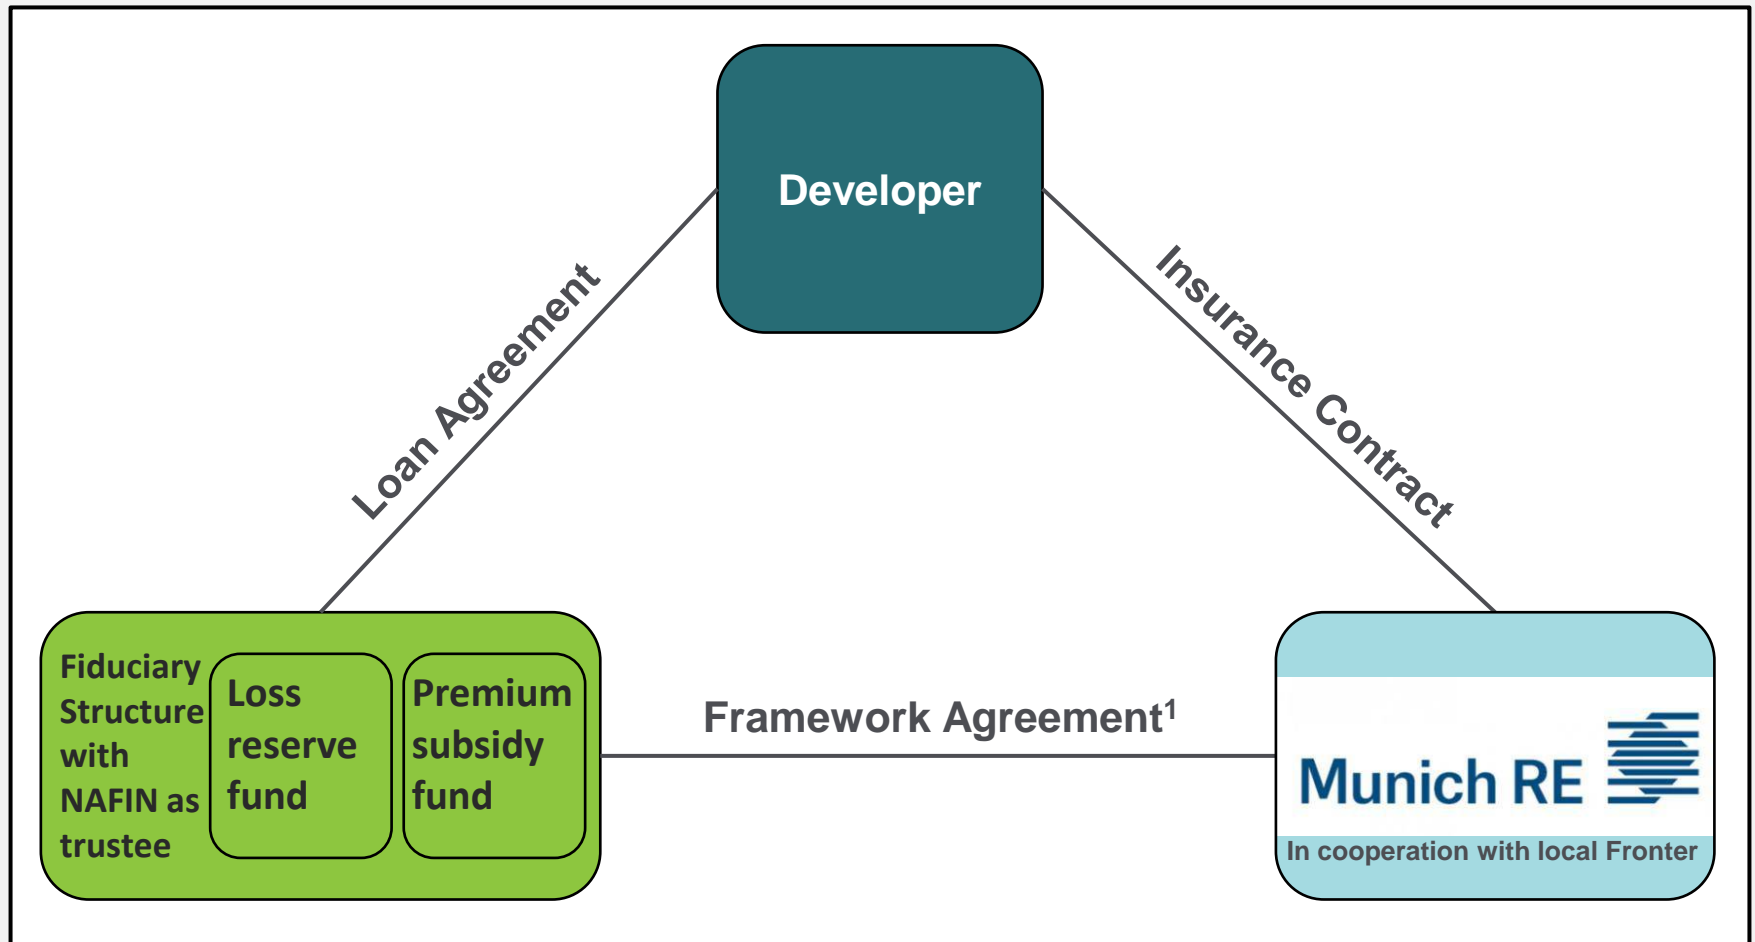 Developer
Loan Agreement
Insurance Contract
Fiduciary
Structure
with
NAFIN as
trustee
Loss
reserve
fund
Premium
subsidy
fund
Framework Agreement¹
Munich RE
In cooperation with local Fronter